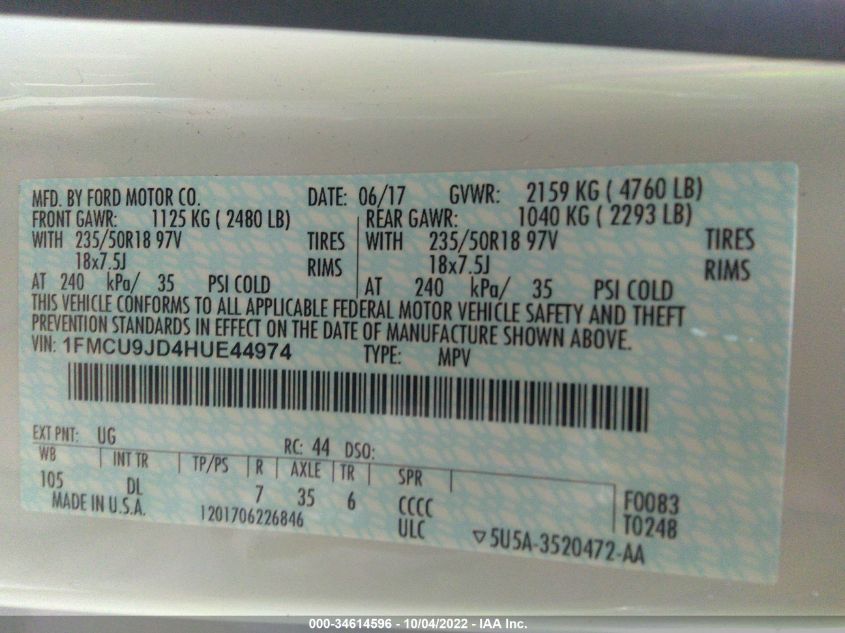 MFD. BY FORD MOTOR CO. DATE: 06/17 GVWR: 2159 KG ( 4760 LB)
FRONT GAWR: 1125 KG ( 2480 LB) REAR GAWR: 1040 KG ( 2293 LB)
WITH 235/50R18 97V TIRES WITH 235/50R18 97V TIRES
18x7.5J RIMS 18x7.5J RIMS
AT 240 kPa/ 35 PSI COLD AT 240 kPa/ 35 PSI COLD
THIS VEHICLE CONFORMS TO ALL APPLICABLE FEDERAL MOTOR VEHICLE SAFETY AND THEFT
PREVENTION STANDARDS IN EFFECT ON THE DATE OF MANUFACTURE SHOWN ABOVE.
VIN: 1FMCU9JD4HUE44974 TYPE: MPV
EXT PNT: UG RC: 44 DSO:
WB INT TR TP/PS R AXLE TR SPR
105 DL 7 35 6 CCCC F0083
MADE IN U.S.A. 1201706226846 ULC T0248
▽5U5A-3520472-AA
000-34614596 - 10/04/2022 - IAA Inc.